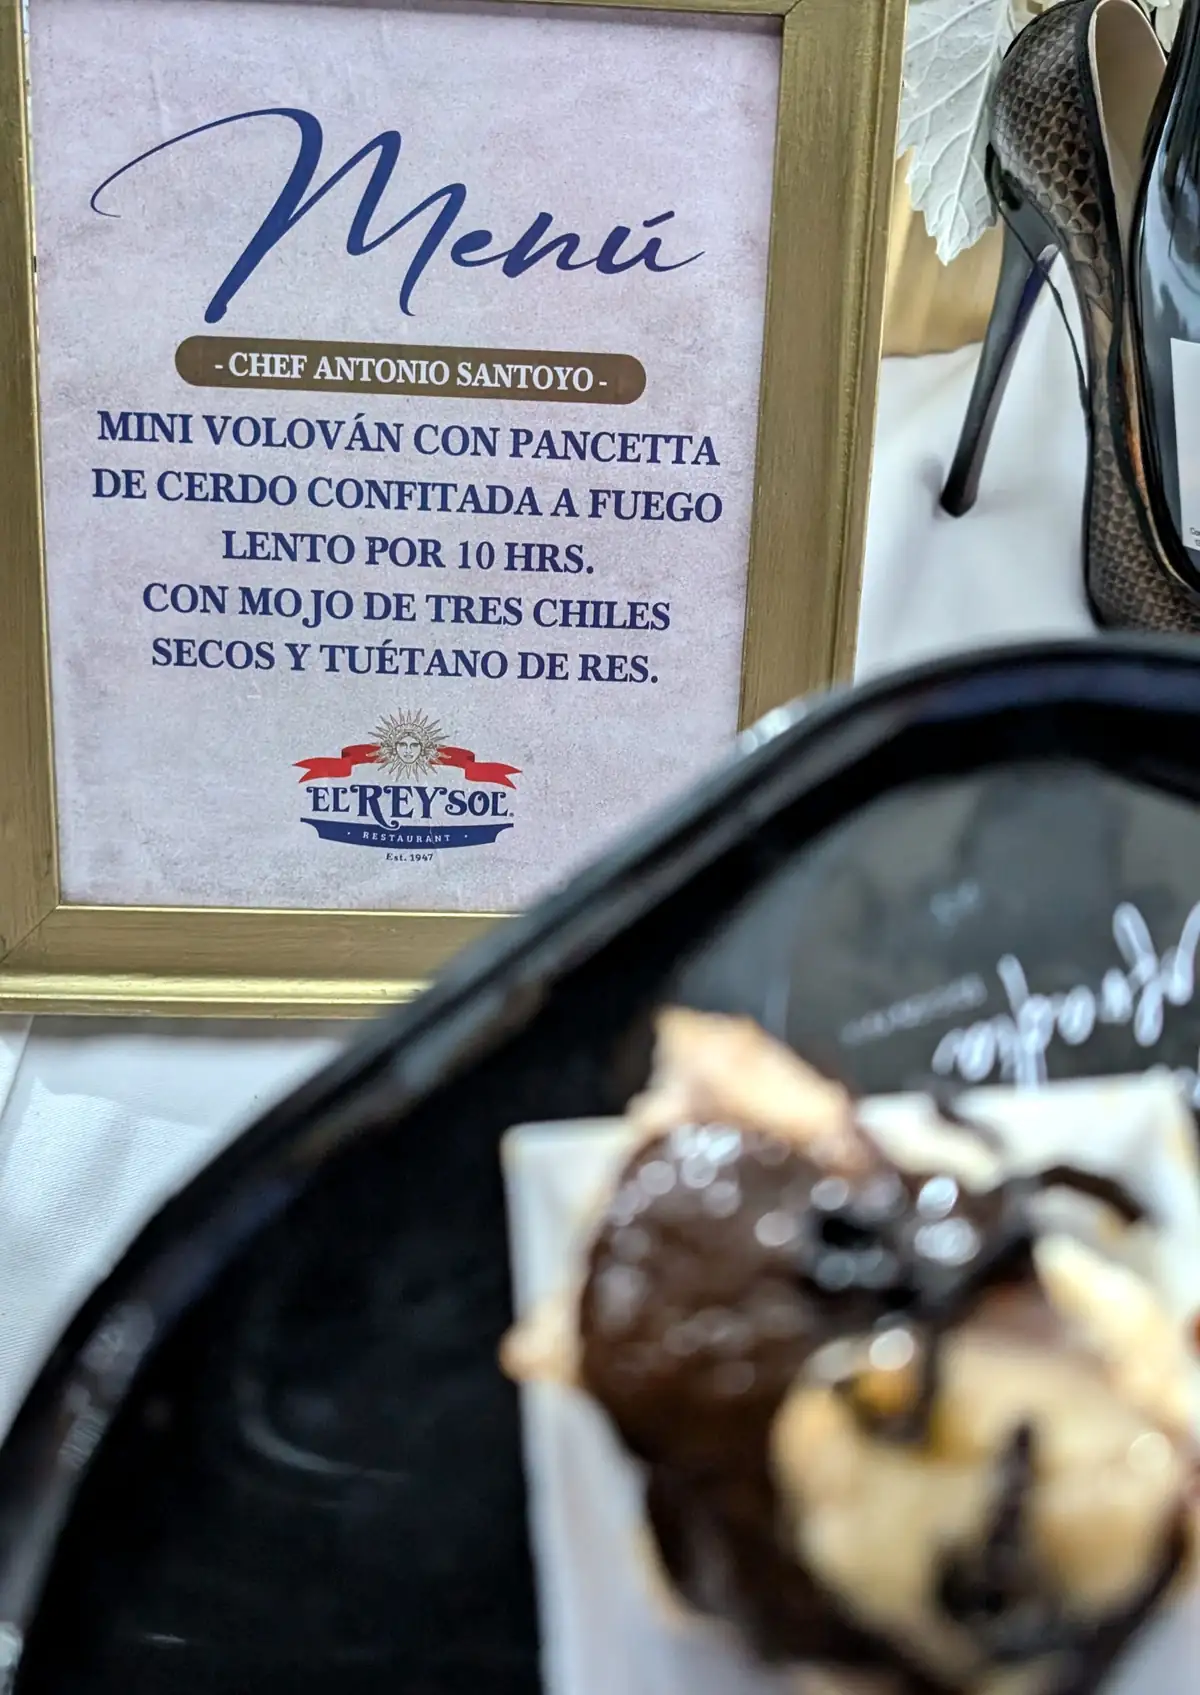 Menú
- CHEF ANTONIO SANTOYO -
MINI VOLOVÁN CON PANCETTA
DE CERDO CONFITADA A FUEGO
LENTO POR 10 HRS.
CON MOJO DE TRES CHILES
SECOS Y TUÉTANO DE RES.
EL REY SOL
· RESTAURANT ·
Est. 1947